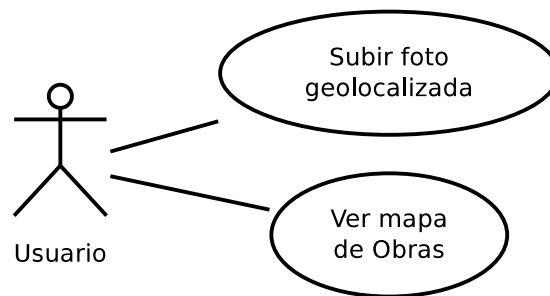 Subir foto
geolocalizada
Usuario
Ver mapa
de Obras